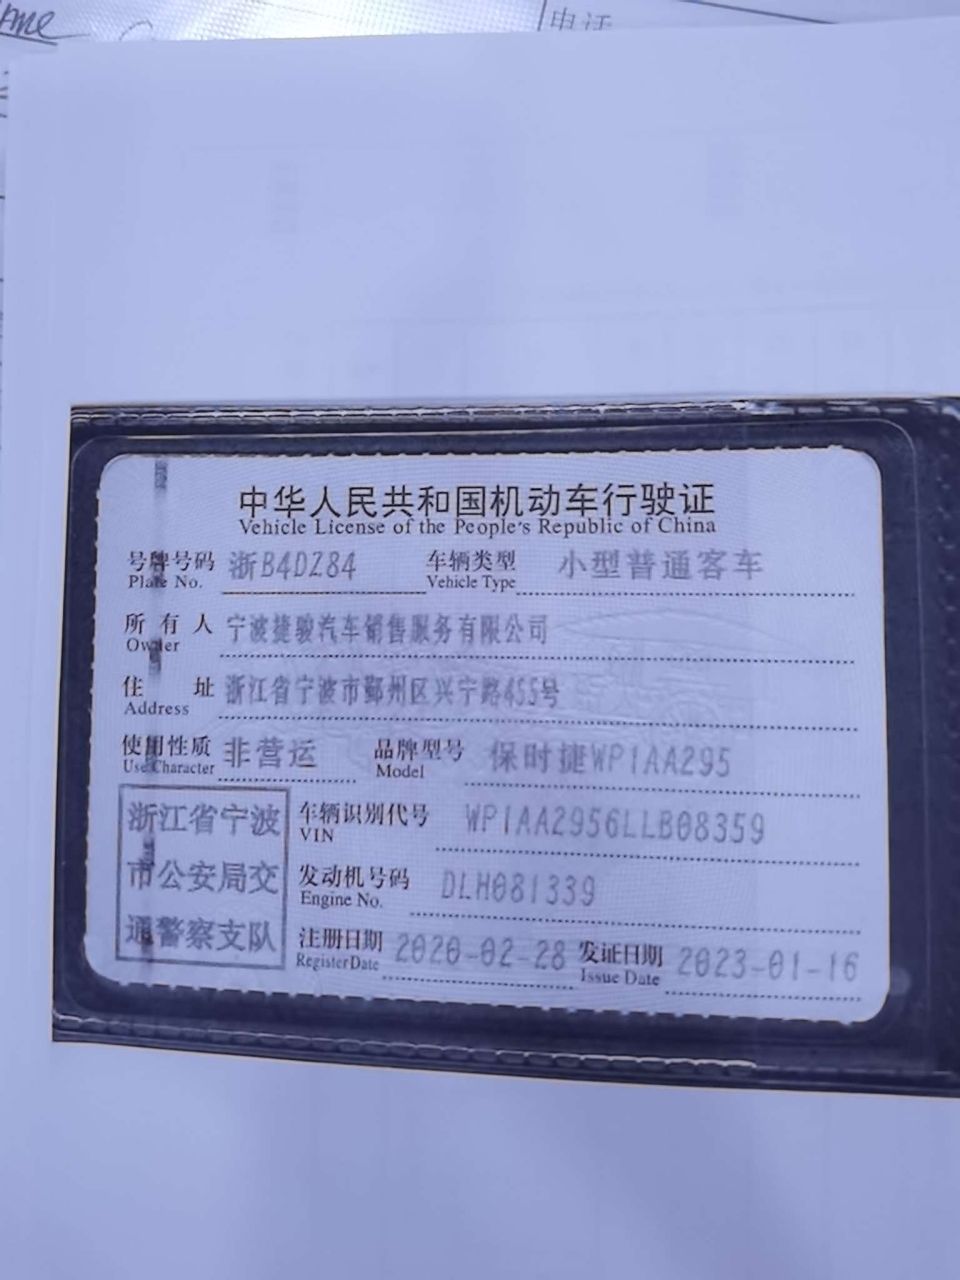 电话
中华人民共和国机动车行驶证
Vehicle License of the People's Republic of China
号牌号码 浙B4DZ84 车辆类型 小型普通客车
Plate No. Vehicle Type
所有人 宁波捷骏汽车销售服务有限公司
Owner
住址 浙江省宁波市鄞州区兴宁路455号
Address
使用性质 非营运 品牌型号 保时捷WP1AA295
Use Character Model
浙江省宁波
市公安局交
通警察支队
车辆识别代号 WP1AA2956LLB08359
VIN
发动机号码 DLH081339
Engine No.
注册日期 2020-02-28 发证日期 2023-01-16
Register Date Issue Date